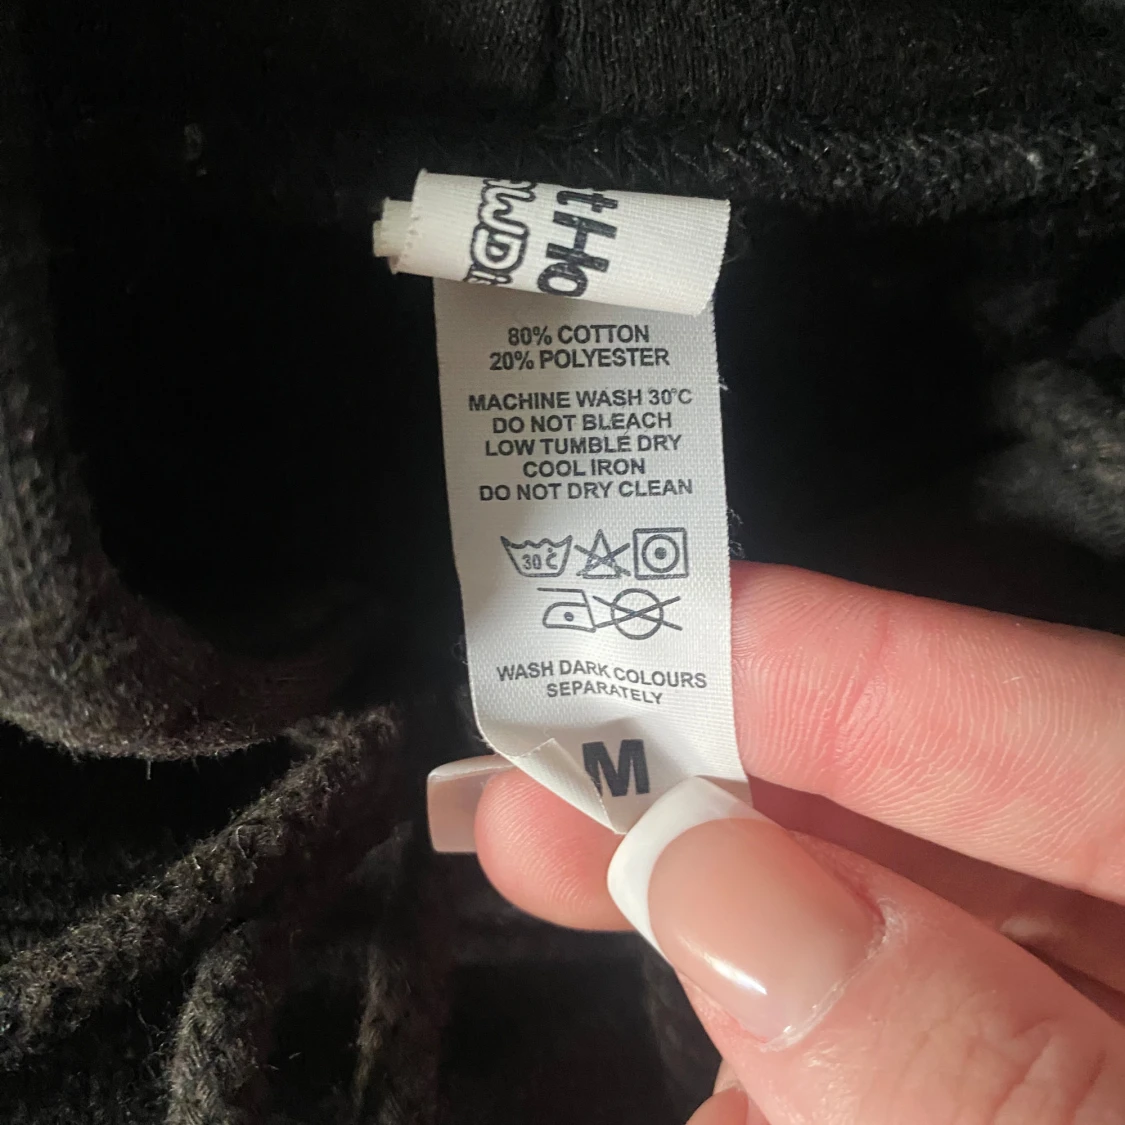 80% COTTON
20% POLYESTER
MACHINE WASH 30°C
DO NOT BLEACH
LOW TUMBLE DRY
COOL IRON
DO NOT DRY CLEAN
30°C
WASH DARK COLOURS
SEPARATELY
M